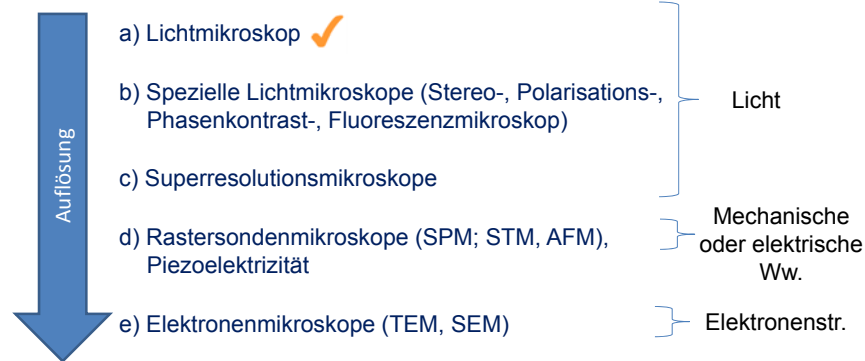 Auflösung
a) Lichtmikroskop
b) Spezielle Lichtmikroskope (Stereo-, Polarisations-,
Phasenkontrast-, Fluoreszenzmikroskop)
Licht
c) Superresolutionsmikroskope
d) Rastersondenmikroskope (SPM; STM, AFM),
Piezoelektrizität
Mechanische
oder elektrische
Ww.
e) Elektronenmikroskope (TEM, SEM)
Elektronenstr.